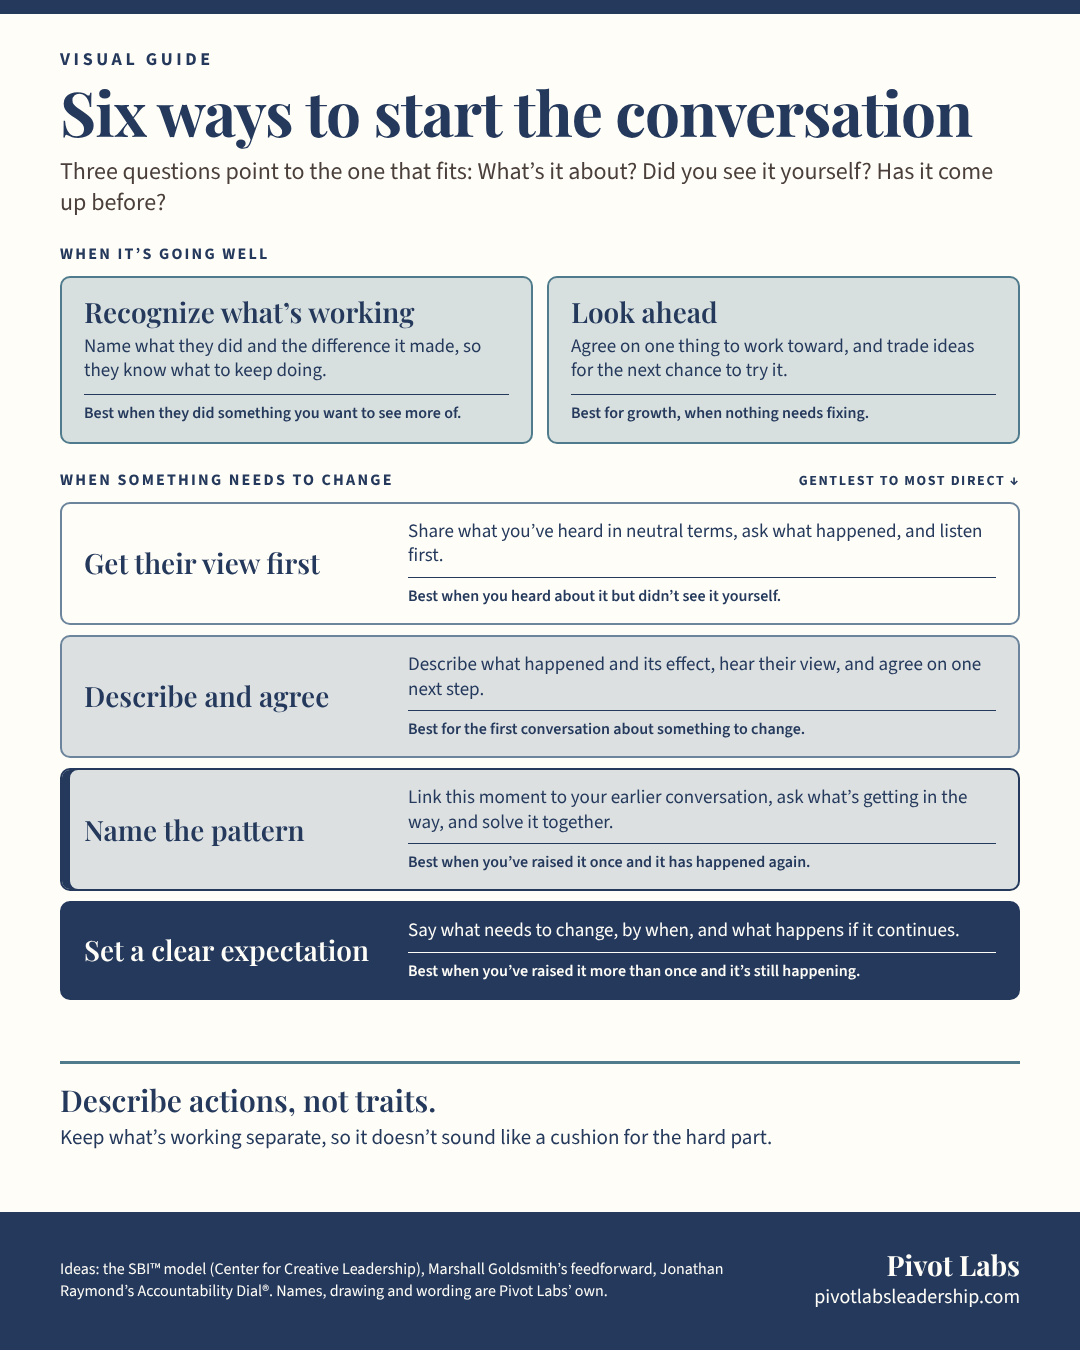 VISUAL GUIDE
Six ways to start the conversation
Three questions point to the one that fits: What’s it about? Did you see it yourself? Has it come
up before?
WHEN IT’S GOING WELL
Recognize what’s working
Name what they did and the difference it made, so
they know what to keep doing.
Best when they did something you want to see more of.
Look ahead
Agree on one thing to work toward, and trade ideas
for the next chance to try it.
Best for growth, when nothing needs fixing.
WHEN SOMETHING NEEDS TO CHANGE
GENTLEST TO MOST DIRECT ↓
Get their view first
Share what you’ve heard in neutral terms, ask what happened, and listen
first.
Best when you heard about it but didn’t see it yourself.
Describe and agree
Describe what happened and its effect, hear their view, and agree on one
next step.
Best for the first conversation about something to change.
Name the pattern
Link this moment to your earlier conversation, ask what’s getting in the
way, and solve it together.
Best when you’ve raised it once and it has happened again.
Set a clear expectation
Say what needs to change, by when, and what happens if it continues.
Best when you’ve raised it more than once and it’s still happening.
Describe actions, not traits.
Keep what’s working separate, so it doesn’t sound like a cushion for the hard part.
Ideas: the SBI™ model (Center for Creative Leadership), Marshall Goldsmith’s feedforward, Jonathan
Raymond’s Accountability Dial®. Names, drawing and wording are Pivot Labs’ own.
Pivot Labs
pivotlabsleadership.com